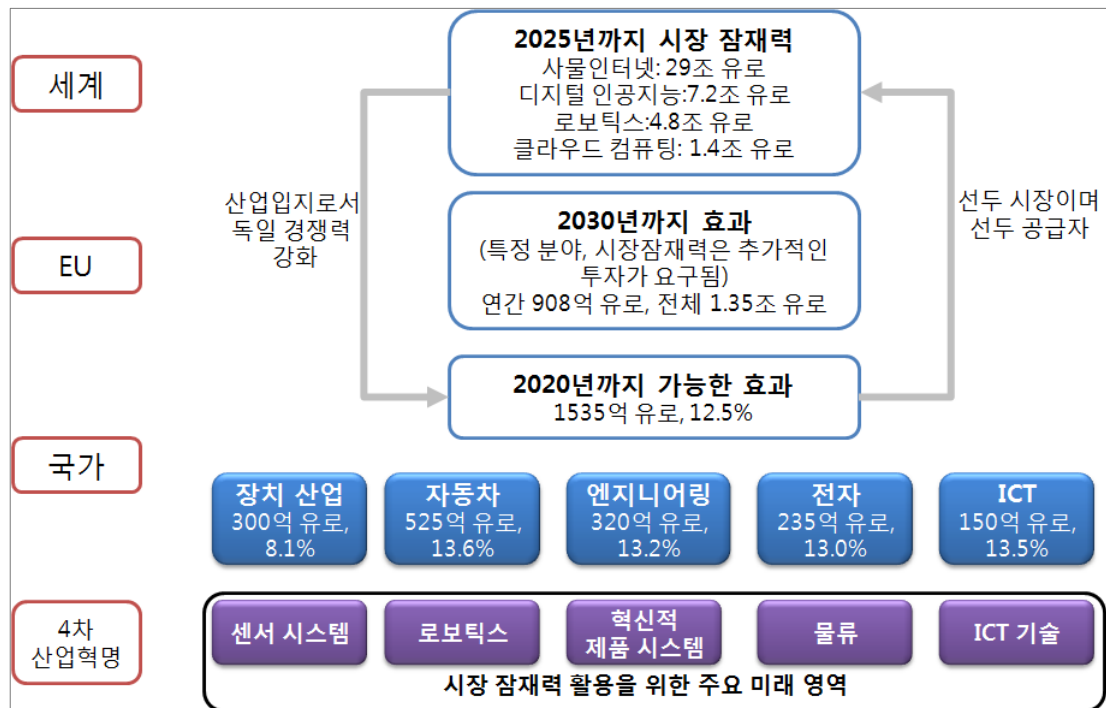 세계
2025년까지 시장 잠재력
사물인터넷: 29조 유로
디지털 인공지능:7.2조 유로
로보틱스:4.8조 유로
클라우드 컴퓨팅: 1.4조 유로
산업입지로서
독일 경쟁력
강화
선두 시장이며
선두 공급자
EU
2030년까지 효과
(특정 분야, 시장잠재력은 추가적인
투자가 요구됨)
연간 908억 유로, 전체 1.35조 유로
2020년까지 가능한 효과
1535억 유로, 12.5%
국가
장치 산업
300억 유로,
8.1%
자동차
525억 유로,
13.6%
엔지니어링
320억 유로,
13.2%
전자
235억 유로,
13.0%
ICT
150억 유로,
13.5%
4차
산업혁명
센서 시스템
로보틱스
혁신적
제품 시스템
물류
ICT 기술
시장 잠재력 활용을 위한 주요 미래 영역